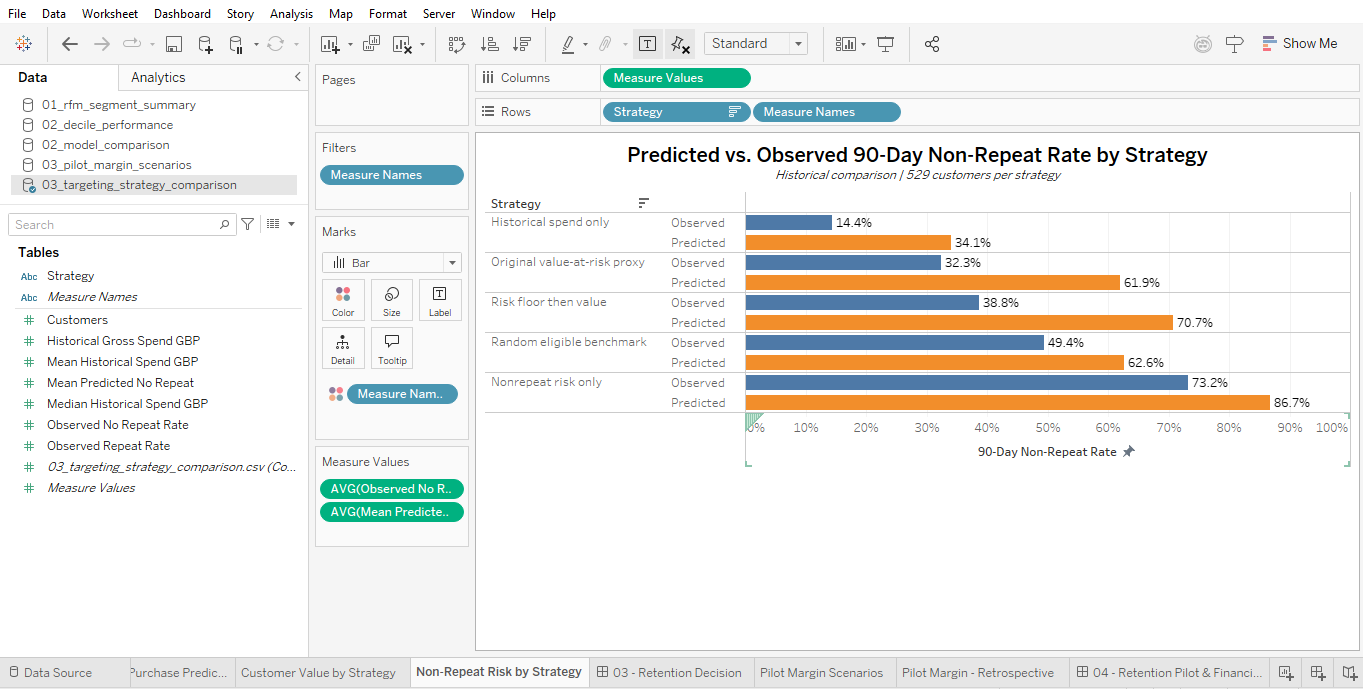 File Data Worksheet Dashboard Story Analysis Map Format Server Window Help
Standard
Show Me
Data Analytics
01_rfm_segment_summary
02_decile_performance
02_model_comparison
03_pilot_margin_scenarios
03_targeting_strategy_comparison
Search
Tables
Abc Strategy
Abc Measure Names
Customers
Historical Gross Spend GBP
Mean Historical Spend GBP
Mean Predicted No Repeat
Median Historical Spend GBP
Observed No Repeat Rate
Observed Repeat Rate
03_targeting_strategy_comparison.csv (Co...
Measure Values
Pages
Filters
Measure Names
Marks
Bar
Color Size Label
Detail Tooltip
Measure Nam..
Measure Values
AVG(Observed No R..
AVG(Mean Predicte..
Columns Measure Values
Rows Strategy Measure Names
Predicted vs. Observed 90-Day Non-Repeat Rate by Strategy
Historical comparison | 529 customers per strategy
Strategy
Historical spend only Observed 14.4%
Predicted 34.1%
Original value-at-risk proxy Observed 32.3%
Predicted 61.9%
Risk floor then value Observed 38.8%
Predicted 70.7%
Random eligible benchmark Observed 49.4%
Predicted 62.6%
Nonrepeat risk only Observed 73.2%
Predicted 86.7%
0% 10% 20% 30% 40% 50% 60% 70% 80% 90% 100%
90-Day Non-Repeat Rate
Data Source Purchase Predic... Customer Value by Strategy Non-Repeat Risk by Strategy 03 - Retention Decision Pilot Margin Scenarios Pilot Margin - Retrospective 04 - Retention Pilot & Financi...